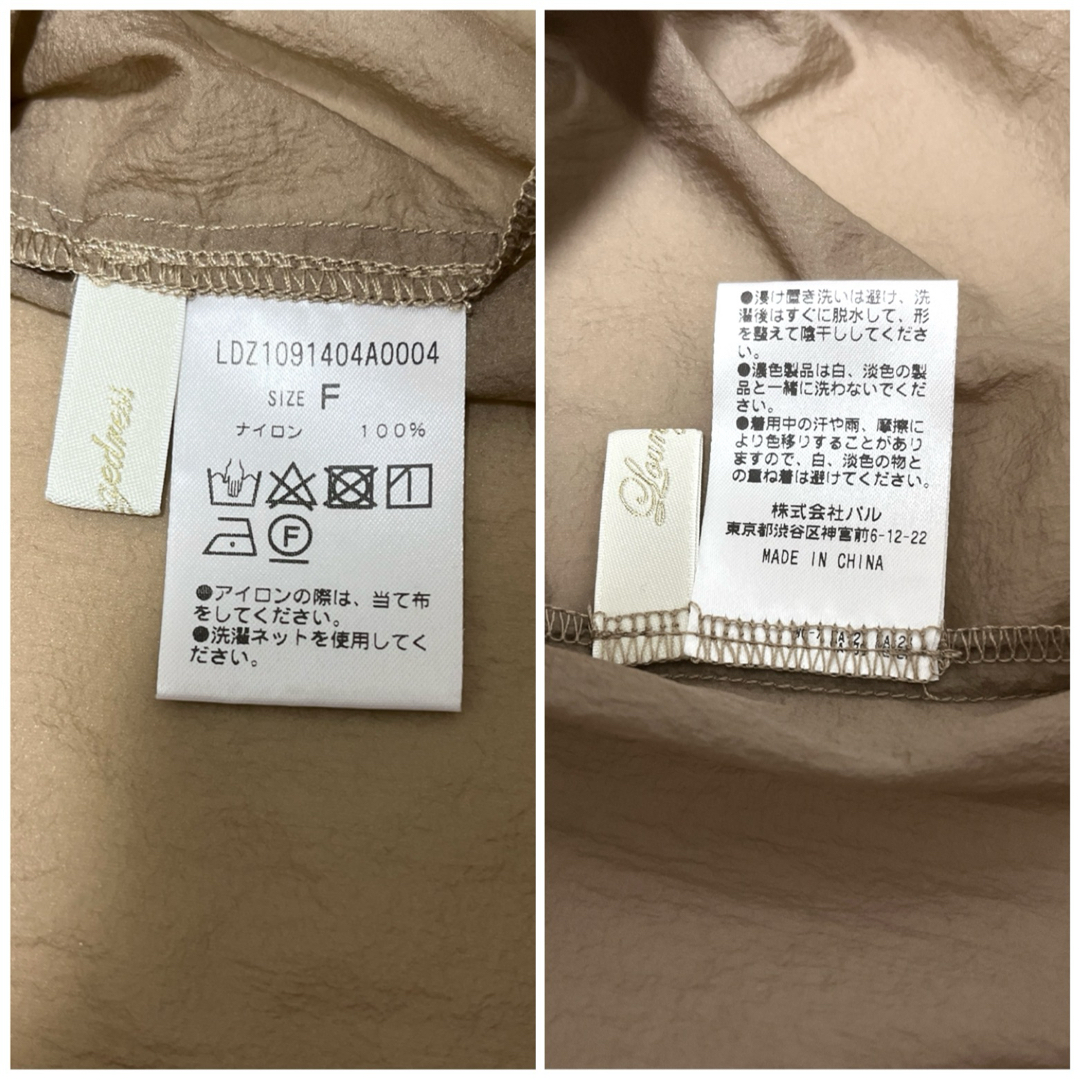 LDZ1091404A0004
SIZE F
ナイロン 100%
F
●アイロンの際は、当て布
をしてください。
●洗濯ネットを使用してく
ださい。
gedress
●浸け置き洗いは避け、洗
濯後はすぐに脱水して、形
を整えて陰干ししてくださ
い。
●濃色製品は白、淡色の製
品と一緒に洗わないでくだ
さい。
●着用中の汗や雨、摩擦に
より色移りすることがあり
ますので、白、淡色の物と
の重ね着は避けてください。
株式会社パル
東京都渋谷区神宮前6-12-22
MADE IN CHINA
Loun